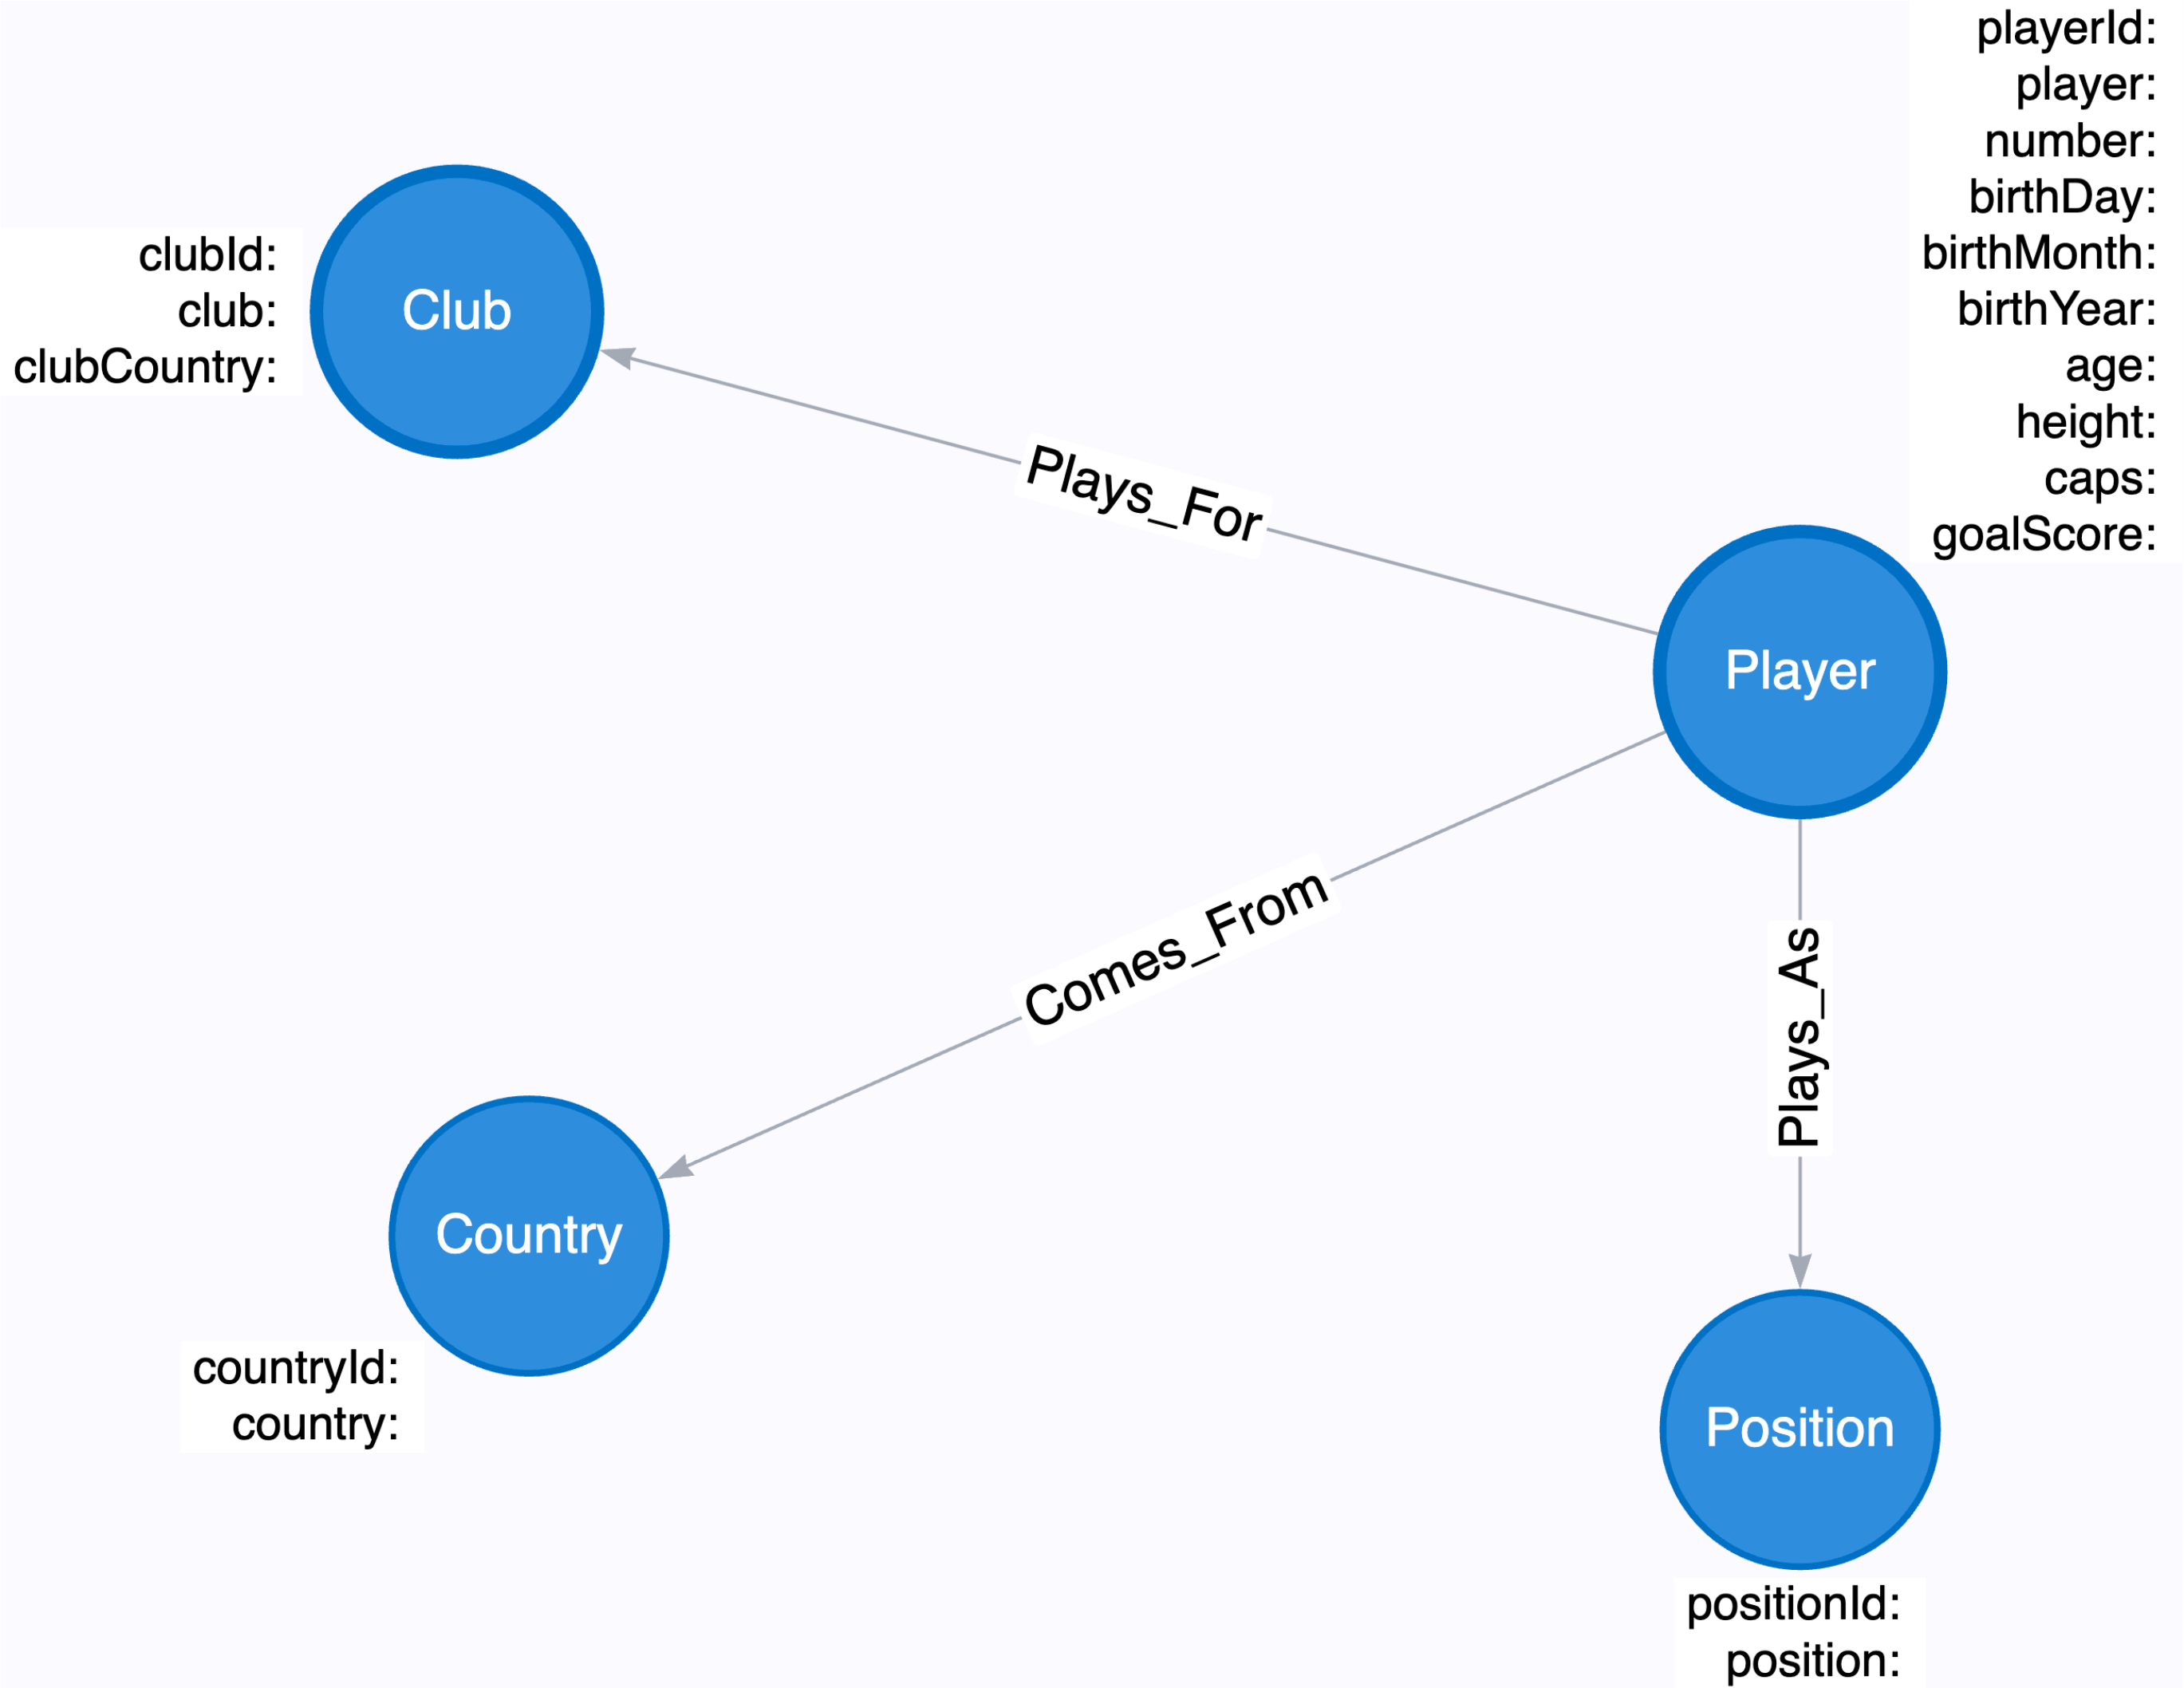 playerId:
player:
number:
birthDay:
birthMonth:
birthYear:
age:
height:
caps:
goalScore:
clubId:
club:
clubCountry:
Club
Plays_For
Player
Comes_From
Plays_As
Country
countryId:
country:
Position
positionId:
position: